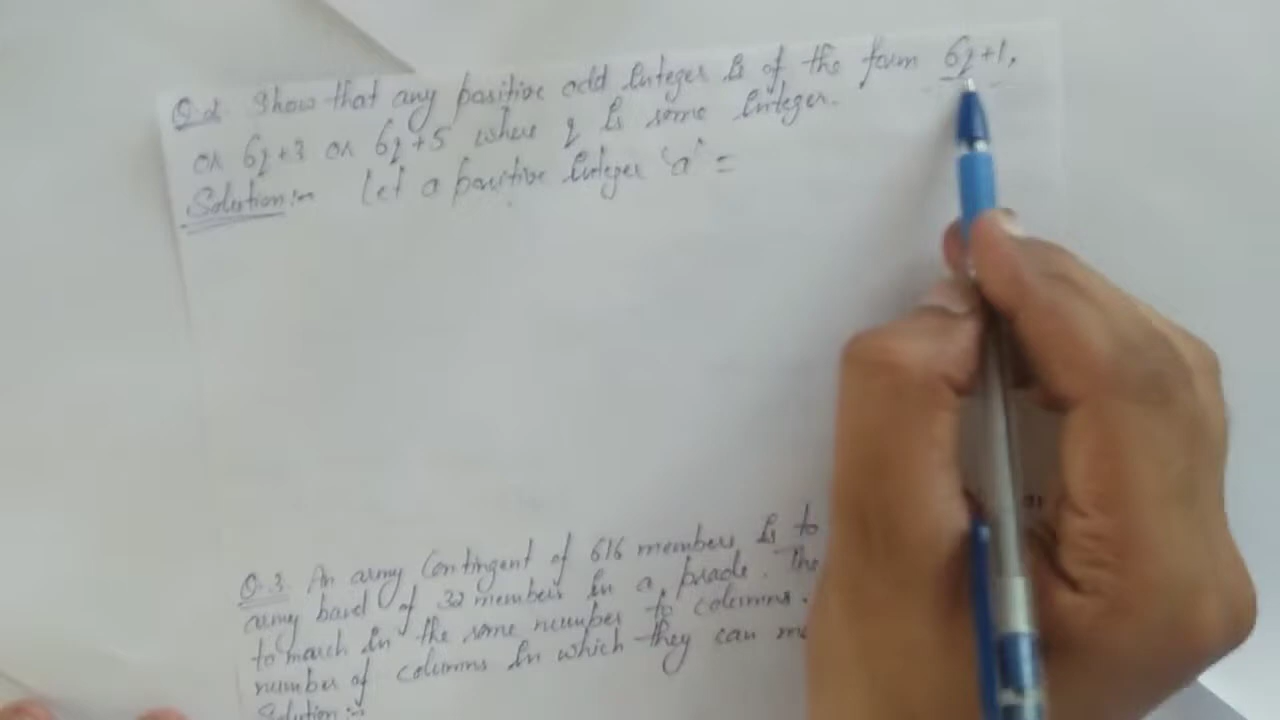 Q.2. Show that any positive odd integer is of the form 6q+1,
or 6q+3 or 6q+5 where q is some integer.
Solution:- Let a positive integer 'a' =
Q.3. An army contingent of 616 members is to
army band of 32 members in a prade. The
to march in the same number to columns.
number of columns in which they can
Solution:-